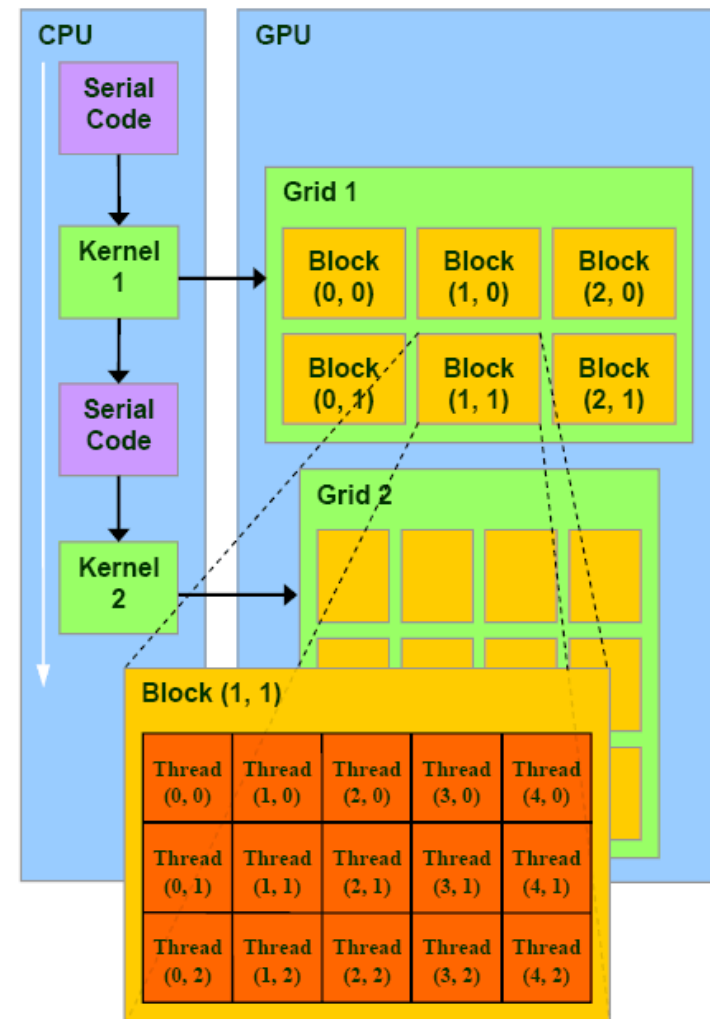 CPU
Serial
Code
Kernel
1
Serial
Code
Kernel
2
GPU
Grid 1
Block
(0, 0)
Block
(1, 0)
Block
(2, 0)
Block
(0, 1)
Block
(1, 1)
Block
(2, 1)
Grid 2
Block (1, 1)
Thread
(0, 0)
Thread
(1, 0)
Thread
(2, 0)
Thread
(3, 0)
Thread
(4, 0)
Thread
(0, 1)
Thread
(1, 1)
Thread
(2, 1)
Thread
(3, 1)
Thread
(4, 1)
Thread
(0, 2)
Thread
(1, 2)
Thread
(2, 2)
Thread
(3, 2)
Thread
(4, 2)